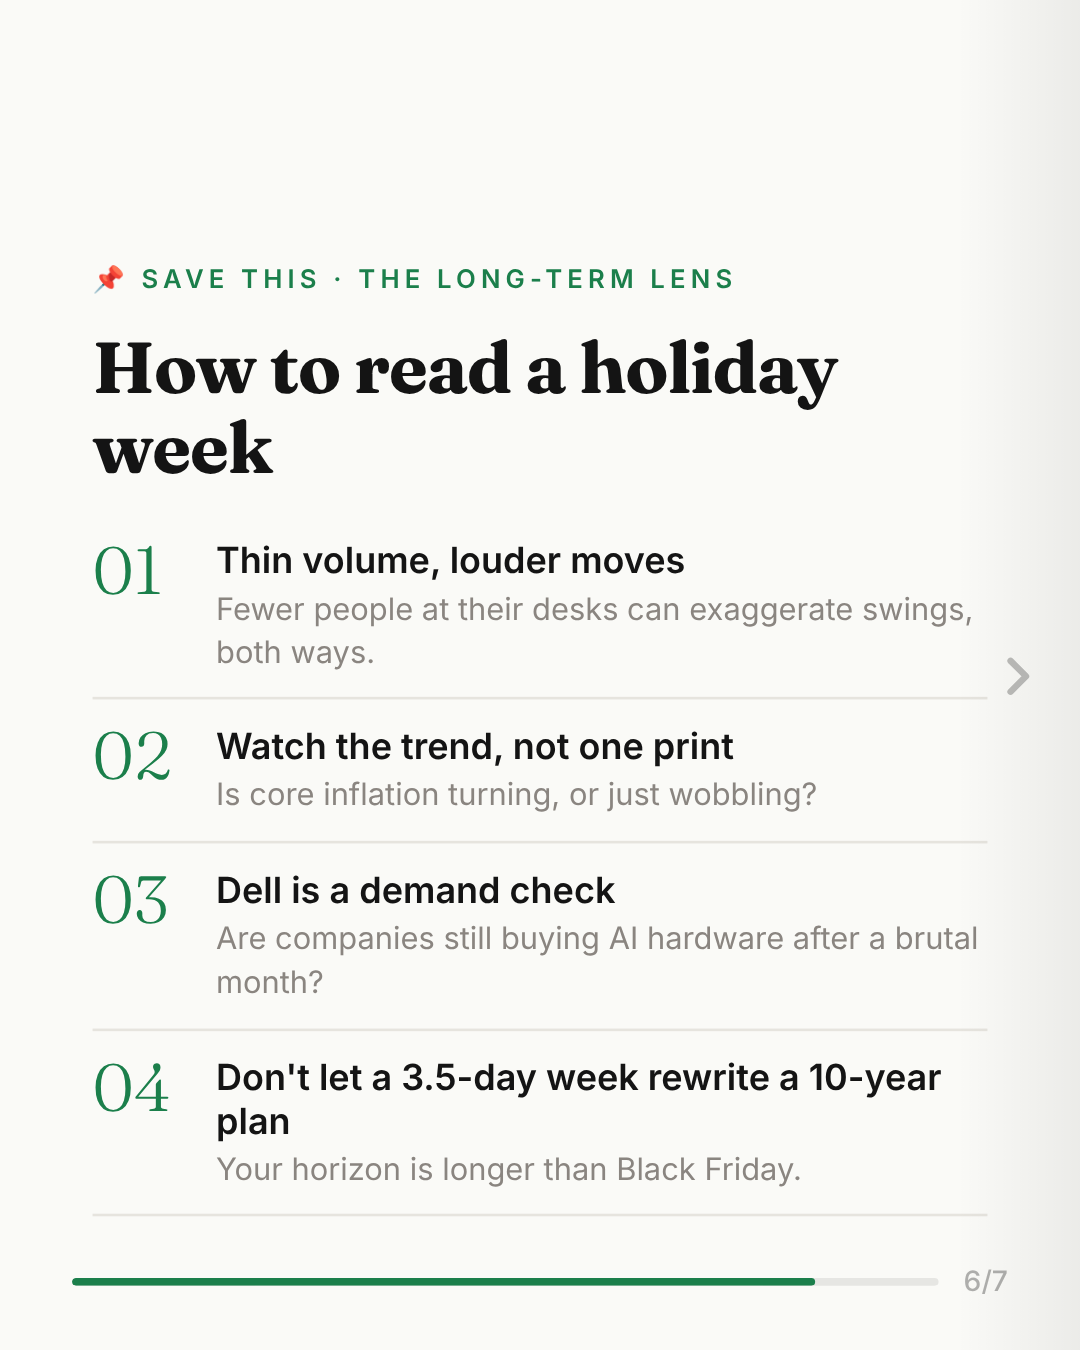 📌 SAVE THIS · THE LONG-TERM LENS
How to read a holiday
week
01
Thin volume, louder moves
Fewer people at their desks can exaggerate swings,
both ways.
02
Watch the trend, not one print
Is core inflation turning, or just wobbling?
03
Dell is a demand check
Are companies still buying AI hardware after a brutal
month?
04
Don't let a 3.5-day week rewrite a 10-year
plan
Your horizon is longer than Black Friday.
6/7